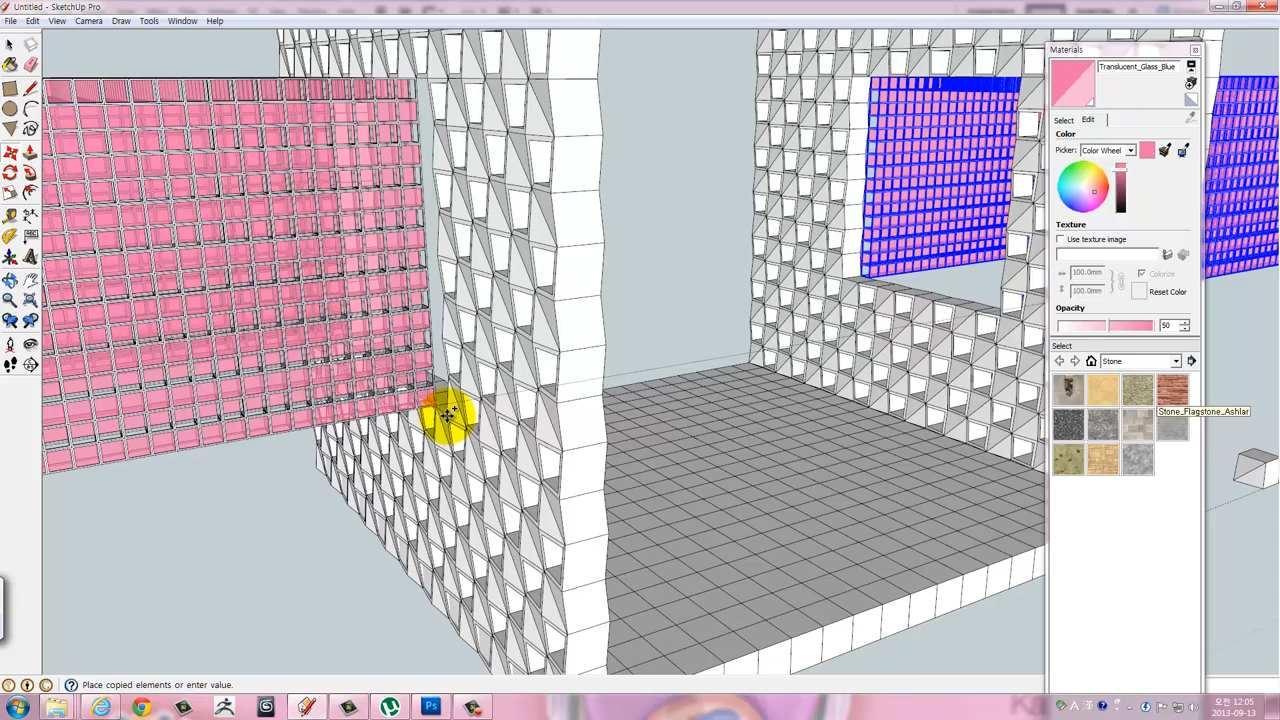 Untitled - SketchUp Pro
File Edit View Camera Draw Tools Window Help
Materials
Translucent_Glass_Blue
Select Edit
Color
Picker: Color Wheel
Texture
Use texture image
100.0mm
Colorize
100.0mm
Reset Color
Opacity
50
Select
Stone
Stone_Flagstone_Ashlar
Place copied elements or enter value.
Ps
A 漢
오전 12:05
2013-09-13